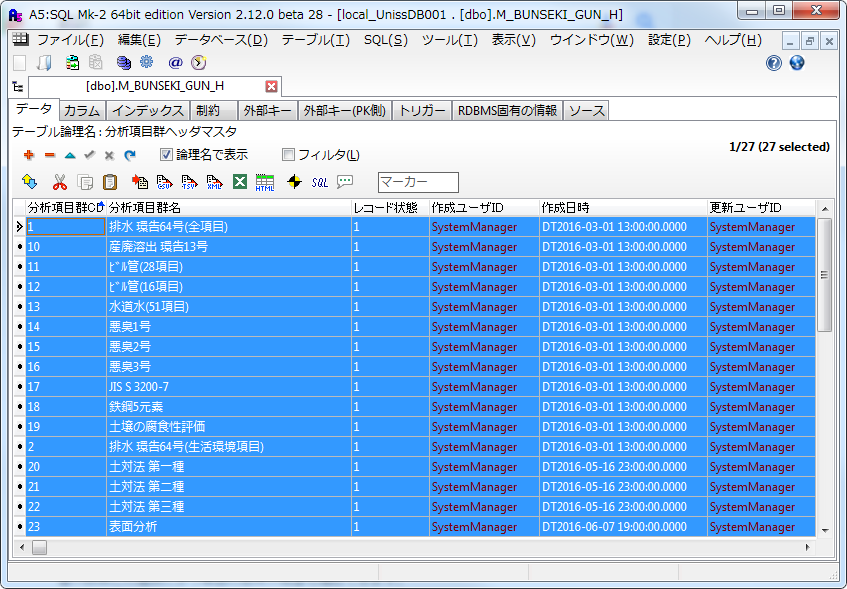 A5:SQL Mk-2 64bit edition Version 2.12.0 beta 28 - [local_UnissDB001 . [dbo].M_BUNSEKI_GUN_H]
ファイル(F) 編集(E) データベース(D) テーブル(T) SQL(S) ツール(T) 表示(V) ウインドウ(W) 設定(P) ヘルプ(H)
[dbo].M_BUNSEKI_GUN_H
データ カラム インデックス 制約 外部キー 外部キー(PK側) トリガー RDBMS固有の情報 ソース
テーブル論理名 : 分析項目群ヘッダマスタ
1/27 (27 selected)
論理名で表示 フィルタ(L)
CSV TSV XML HTML SQL マーカー
分析項目群CD 分析項目群名 レコード状態 作成ユーザID 作成日時 更新ユーザID
1 排水 環告64号(全項目) 1 SystemManager DT2016-03-01 13:00:00.0000 SystemManager
10 産廃溶出 環告13号 1 SystemManager DT2016-03-01 13:00:00.0000 SystemManager
11 ﾋﾞﾙ管(28項目) 1 SystemManager DT2016-03-01 13:00:00.0000 SystemManager
12 ﾋﾞﾙ管(16項目) 1 SystemManager DT2016-03-01 13:00:00.0000 SystemManager
13 水道水(51項目) 1 SystemManager DT2016-03-01 13:00:00.0000 SystemManager
14 悪臭1号 1 SystemManager DT2016-03-01 13:00:00.0000 SystemManager
15 悪臭2号 1 SystemManager DT2016-03-01 13:00:00.0000 SystemManager
16 悪臭3号 1 SystemManager DT2016-03-01 13:00:00.0000 SystemManager
17 JIS S 3200-7 1 SystemManager DT2016-03-01 13:00:00.0000 SystemManager
18 鉄鋼5元素 1 SystemManager DT2016-03-01 13:00:00.0000 SystemManager
19 土壌の腐食性評価 1 SystemManager DT2016-03-01 13:00:00.0000 SystemManager
2 排水 環告64号(生活環境項目) 1 SystemManager DT2016-03-01 13:00:00.0000 SystemManager
20 土対法 第一種 1 SystemManager DT2016-05-16 23:00:00.0000 SystemManager
21 土対法 第二種 1 SystemManager DT2016-05-16 23:00:00.0000 SystemManager
22 土対法 第三種 1 SystemManager DT2016-05-16 23:00:00.0000 SystemManager
23 表面分析 1 SystemManager DT2016-06-07 19:00:00.0000 SystemManager